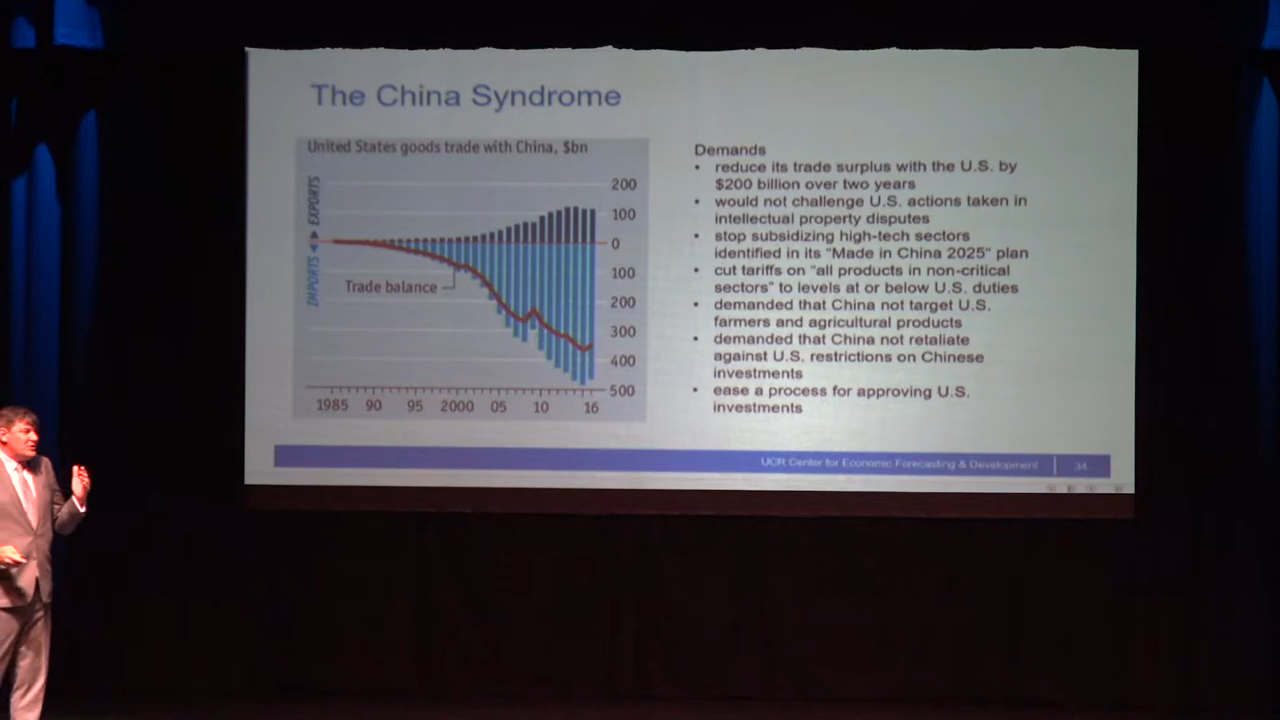 The China Syndrome
United States goods trade with China, $bn
IMPORTS ◀ ▶ EXPORTS
200
100
0
100
200
300
400
500
Trade balance
1985 90 95 2000 05 10 16
Demands
• reduce its trade surplus with the U.S. by
$200 billion over two years
• would not challenge U.S. actions taken in
intellectual property disputes
• stop subsidizing high-tech sectors
identified in its "Made in China 2025" plan
• cut tariffs on "all products in non-critical
sectors" to levels at or below U.S. duties
• demanded that China not target U.S.
farmers and agricultural products
• demanded that China not retaliate
against U.S. restrictions on Chinese
investments
• ease a process for approving U.S.
investments
UCR Center for Economic Forecasting & Development 34